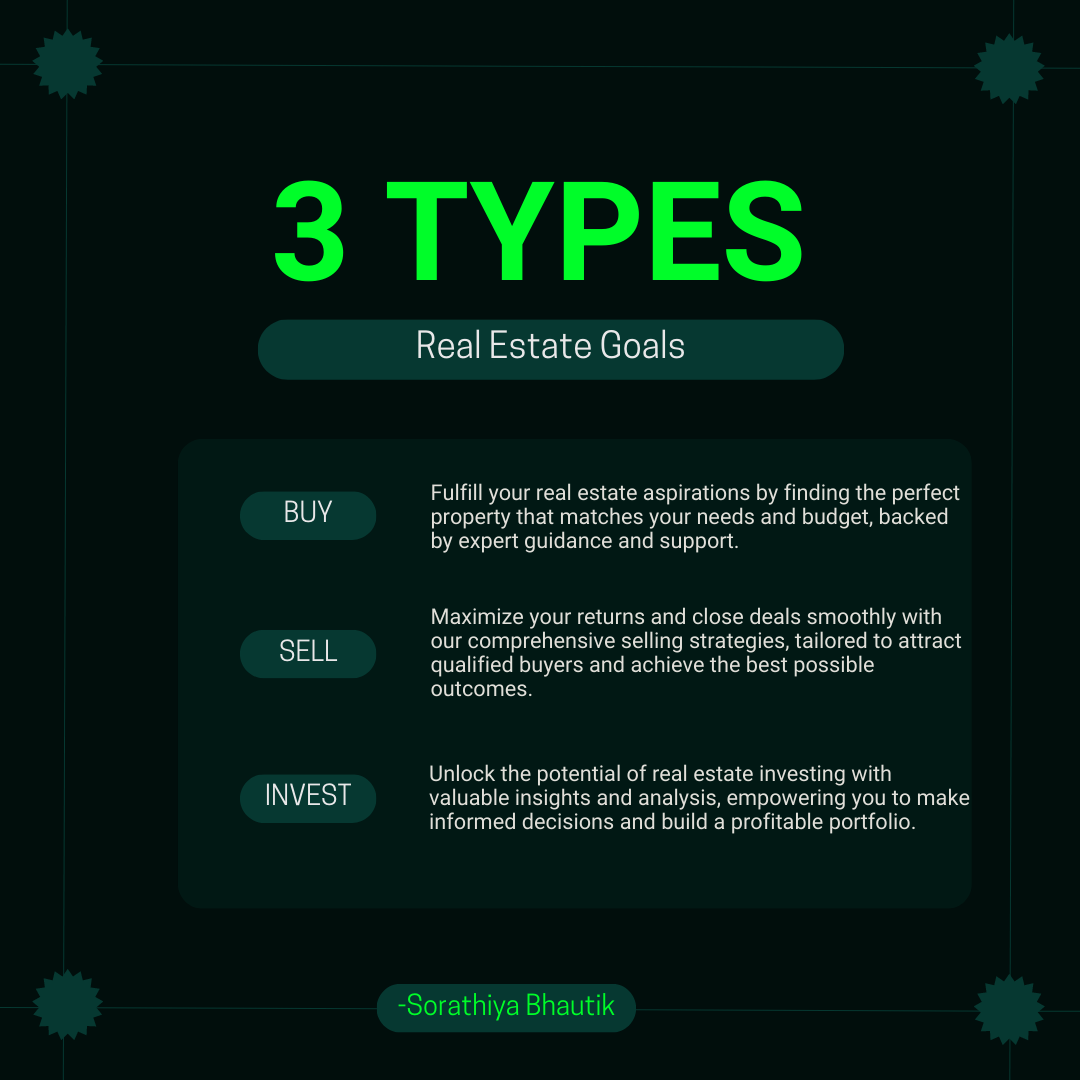 3 TYPES
Real Estate Goals
BUY
Fulfill your real estate aspirations by finding the perfect
property that matches your needs and budget, backed
by expert guidance and support.
SELL
Maximize your returns and close deals smoothly with
our comprehensive selling strategies, tailored to attract
qualified buyers and achieve the best possible
outcomes.
INVEST
Unlock the potential of real estate investing with
valuable insights and analysis, empowering you to make
informed decisions and build a profitable portfolio.
-Sorathiya Bhautik